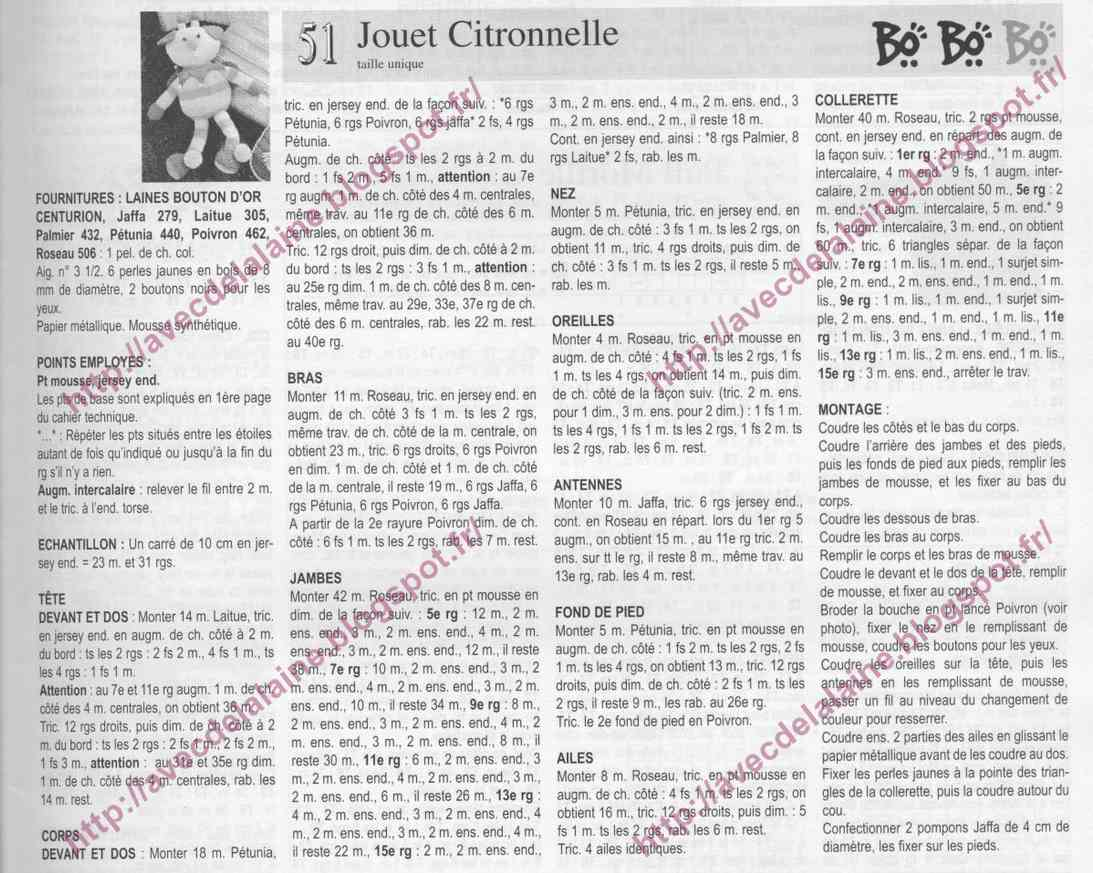 51 Jouet Citronnelle
taille unique
Bo Bo Bo
FOURNITURES : LAINES BOUTON D'OR
CENTURION, Jaffa 279, Laitue 305,
Palmier 432, Pétunia 440, Poivron 462,
Roseau 506 : 1 pel. de ch. col.
Aig. n° 3 1/2. 6 perles jaunes en bois de 8
mm de diamètre, 2 boutons noirs pour les
yeux.
Papier métallique. Mousse synthétique.
POINTS EMPLOYES :
Pt mousse, jersey end.
Les pts de base sont expliqués en 1ère page
du cahier technique.
*...* : Répéter les pts situés entre les étoiles
autant de fois qu'indiqué ou jusqu'à la fin du
rg s'il n'y a rien.
Augm. intercalaire : relever le fil entre 2 m.
et le tric. à l'end. torse.
ECHANTILLON : Un carré de 10 cm en jer-
sey end. = 23 m. et 31 rgs.
TÊTE
DEVANT ET DOS : Monter 14 m. Laitue, tric.
en jersey end. en augm. de ch. côté à 2 m.
du bord : ts les 2 rgs : 2 fs 2 m., 4 fs 1 m., ts
les 4 rgs : 1 fs 1 m.
Attention : au 7e et 11e rg augm. 1 m. de ch.
côté des 4 m. centrales, on obtient 36 m.
Tric. 12 rgs droits, puis dim. de ch. côté à 2
m. du bord : ts les 2 rgs : 2 fs 1 m., 2 fs 2 m.,
1 fs 3 m., attention : au 31e et 35e rg dim.
1 m. de ch. côté des 4 m. centrales, rab. les
14 m. rest.
CORPS
DEVANT ET DOS : Monter 18 m. Pétunia,
tric. en jersey end. de la façon suiv. : *6 rgs
Pétunia, 6 rgs Poivron, 6 rgs jaffa* 2 fs, 4 rgs
Pétunia.
Augm. de ch. côté : ts les 2 rgs à 2 m. du
bord : 1 fs 2 m., 5 fs 1 m., attention : au 7e
rg augm. 1 m. de ch. côté des 4 m. centrales,
même trav. au 11e rg de ch. côté des 6 m.
centrales, on obtient 36 m.
Tric. 12 rgs droit, puis dim. de ch. côté à 2 m.
du bord : ts les 2 rgs : 3 fs 1 m., attention :
au 25e rg dim. 1 m. de ch. côté des 8 m. cen-
trales, même trav. au 29e, 33e, 37e rg de ch.
côté des 6 m. centrales, rab. les 22 m. rest.
au 40e rg.
BRAS
Monter 11 m. Roseau, tric. en jersey end. en
augm. de ch. côté 3 fs 1 m. ts les 2 rgs,
même trav. de ch. côté de la m. centrale, on
obtient 23 m., tric. 6 rgs droits, 6 rgs Poivron
en dim. 1 m. de ch. côté et 1 m. de ch. côté
de la m. centrale, il reste 19 m., 6 rgs Jaffa, 6
rgs Pétunia, 6 rgs Poivron, 6 rgs Jaffa.
A partir de la 2e rayure Poivron dim. de ch.
côté : 6 fs 1 m. ts les 2 rgs, rab. les 7 m. rest.
JAMBES
Monter 42 m. Roseau, tric. en pt mousse en
dim. de la façon suiv. : 5e rg : 12 m., 2 m.
ens. end., 3 m., 2 m. ens. end., 4 m., 2 m.
ens. end., 3 m., 2 m. ens. end., 12 m., il reste
38 m., 7e rg : 10 m., 2 m. ens. end., 3 m., 2
m. ens. end., 4 m., 2 m. ens. end., 3 m., 2 m.
ens. end., 10 m., il reste 34 m., 9e rg : 8 m.,
2 m. ens. end., 3 m., 2 m. ens. end., 4 m., 2
m. ens. end., 3 m., 2 m. ens. end., 8 m., il
reste 30 m., 11e rg : 6 m., 2 m. ens. end., 3
m., 2 m. ens. end., 4 m., 2 m. ens. end., 3 m.,
2 m. ens. end., 6 m., il reste 26 m., 13e rg :
4 m., 2 m. ens. end., 3 m., 2 m. ens. end., 4
m., 2 m. ens. end., 3 m., 2 m. ens. end., 4 m.,
il reste 22 m., 15e rg : 2 m., 2 m. ens. end.,
3 m., 2 m. ens. end., 4 m., 2 m. ens. end., 3
m., 2 m. ens. end., 2 m., il reste 18 m.
Cont. en jersey end. ainsi : *8 rgs Palmier, 8
rgs Laitue* 2 fs, rab. les m.
NEZ
Monter 5 m. Pétunia, tric. en jersey end. en
augm. de ch. côté : 3 fs 1 m. ts les 2 rgs, on
obtient 11 m., tric. 4 rgs droits, puis dim. de
ch. côté : 3 fs 1 m. ts les 2 rgs, il reste 5 m.,
rab. les m.
OREILLES
Monter 4 m. Roseau, tric. en pt mousse en
augm. de ch. côté : 4 fs 1 m. ts les 2 rgs, 1 fs
1 m. ts les 4 rgs, on obtient 14 m., puis dim.
de ch. côté de la façon suiv. (tric. 2 m. ens.
pour 1 dim., 3 m. ens. pour 2 dim.) : 1 fs 1 m.
ts les 4 rgs, 1 fs 1 m. ts les 2 rgs, 1 fs 2 m. ts
les 2 rgs, rab. les 6 m. rest.
ANTENNES
Monter 10 m. Jaffa, tric. 6 rgs jersey end.,
cont. en Roseau en répart. lors du 1er rg 5
augm., on obtient 15 m. , au 11e rg tric. 2 m.
ens. sur tt le rg, il reste 8 m., même trav. au
13e rg, rab. les 4 m. rest.
FOND DE PIED
Monter 5 m. Pétunia, tric. en pt mousse en
augm. de ch. côté : 1 fs 2 m. ts les 2 rgs, 2 fs
1 m. ts les 4 rgs, on obtient 13 m., tric. 12 rgs
droits, puis dim. de ch. côté : 2 fs 1 m. ts les
2 rgs, il reste 9 m., les rab. au 26e rg.
Tric. le 2e fond de pied en Poivron.
AILES
Monter 8 m. Roseau, tric. en pt mousse en
augm. de ch. côté : 4 fs 1 m. ts les 2 rgs, on
obtient 16 m., tric. 12 rgs droits, puis dim. : 5
fs 1 m. ts les 2 rgs, rab. les 6 m. rest.
Tric. 4 ailes identiques.
COLLERETTE
Monter 40 m. Roseau, tric. 2 rgs pt mousse,
cont. en jersey end. en répart. des augm. de
la façon suiv. : 1er rg : 2 m. end., *1 m. augm.
intercalaire, 4 m. end.* 9 fs, 1 augm. inter-
calaire, 2 m. end., on obtient 50 m., 5e rg : 2
m. end.* *1 augm. intercalaire, 5 m. end.* 9
fs, 1 augm. intercalaire, 3 m. end., on obtient
60 m., tric. 6 triangles sépar. de la façon
suiv. : 7e rg : 1 m. lis., 1 m. end., 1 surjet sim-
ple, 2 m. end., 2 m. ens. end., 1 m. end., 1 m.
lis., 9e rg : 1 m. lis., 1 m. end., 1 surjet sim-
ple, 2 m. ens. end., 1 m. end., 1 m. lis., 11e
rg : 1 m. lis., 3 m. ens. end., 1 m. end., 1 m.
lis., 13e rg : 1 m. lis., 2 m. ens. end., 1 m. lis.,
15e rg : 3 m. ens. end., arrêter le trav.
MONTAGE :
Coudre les côtés et le bas du corps.
Coudre l'arrière des jambes et des pieds,
puis les fonds de pied aux pieds, remplir les
jambes de mousse, et les fixer au bas du
corps.
Coudre les dessous de bras.
Coudre les bras au corps.
Remplir le corps et les bras de mousse.
Coudre le devant et le dos de la tête, remplir
de mousse, et fixer au corps.
Broder la bouche en pt lancé Poivron (voir
photo), fixer le nez en le remplissant de
mousse, coudre les boutons pour les yeux.
Coudre les oreilles sur la tête, puis les
antennes en les remplissant de mousse,
passer un fil au niveau du changement de
couleur pour resserrer.
Coudre ens. 2 parties des ailes en glissant le
papier métallique avant de les coudre au dos.
Fixer les perles jaunes à la pointe des trian-
gles de la collerette, puis la coudre autour du
cou.
Confectionner 2 pompons Jaffa de 4 cm de
diamètre, les fixer sur les pieds.
http://avecdelalaine.blogspot.fr/
http://avecdelalaine.blogspot.fr/
http://avecdelalaine.blogspot.fr/
http://avecdelalaine.blogspot.fr/